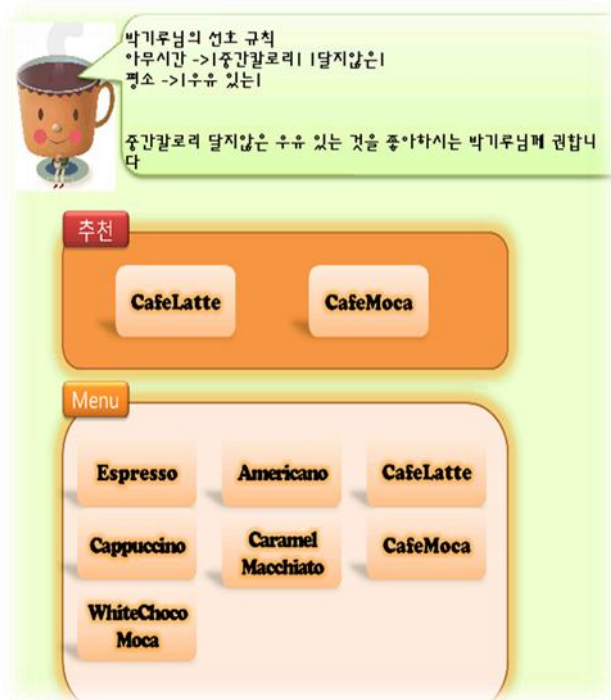 박기루님의 선호 규칙
아무시간 ->|중간칼로리| |달지않은|
평소 ->|우유 있는|
중간칼로리 달지않은 우유 있는 것을 좋아하시는 박기루님께 권합니
다
추천
CafeLatte CafeMoca
Menu
Espresso Americano CafeLatte
Cappuccino Caramel Macchiato CafeMoca
WhiteChoco
Moca